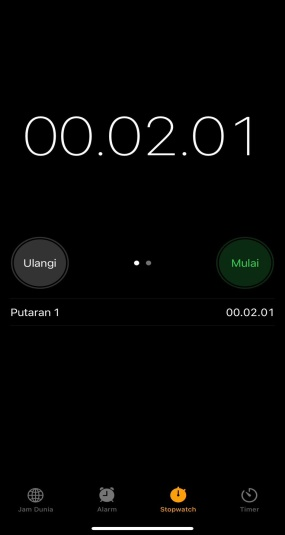 00.02.01
Ulangi
Mulai
Putaran 1 00.02.01
Jam Dunia Alarm Stopwatch Timer